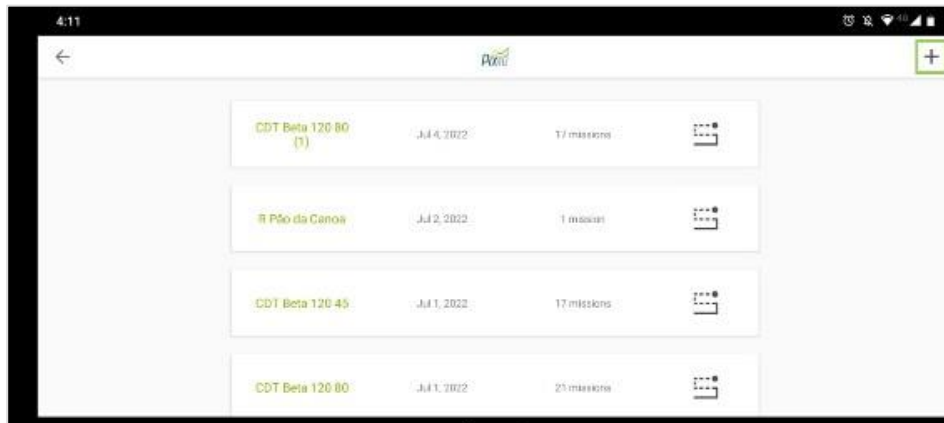 4:11
CDT Beta 120 80
(1)
Jul 4, 2022
17 missions
R Pão da Canoa
Jul 2, 2022
1 mission
CDT Beta 120 45
Jul 1, 2022
17 missions
CDT Beta 120 80
Jul 1, 2022
21 missions